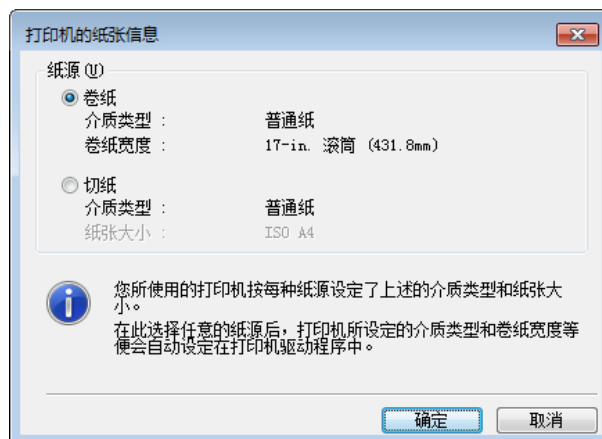 打印机的纸张信息
纸源(U)
卷纸
介质类型 : 普通纸
卷纸宽度 : 17-in. 滚筒 (431.8mm)
切纸
介质类型 : 普通纸
纸张大小 : ISO A4
您所使用的打印机按每种纸源设定了上述的介质类型和纸张大
小。
在此选择任意的纸源后，打印机所设定的介质类型和卷纸宽度等
便会自动设定在打印机驱动程序中。
确定 取消